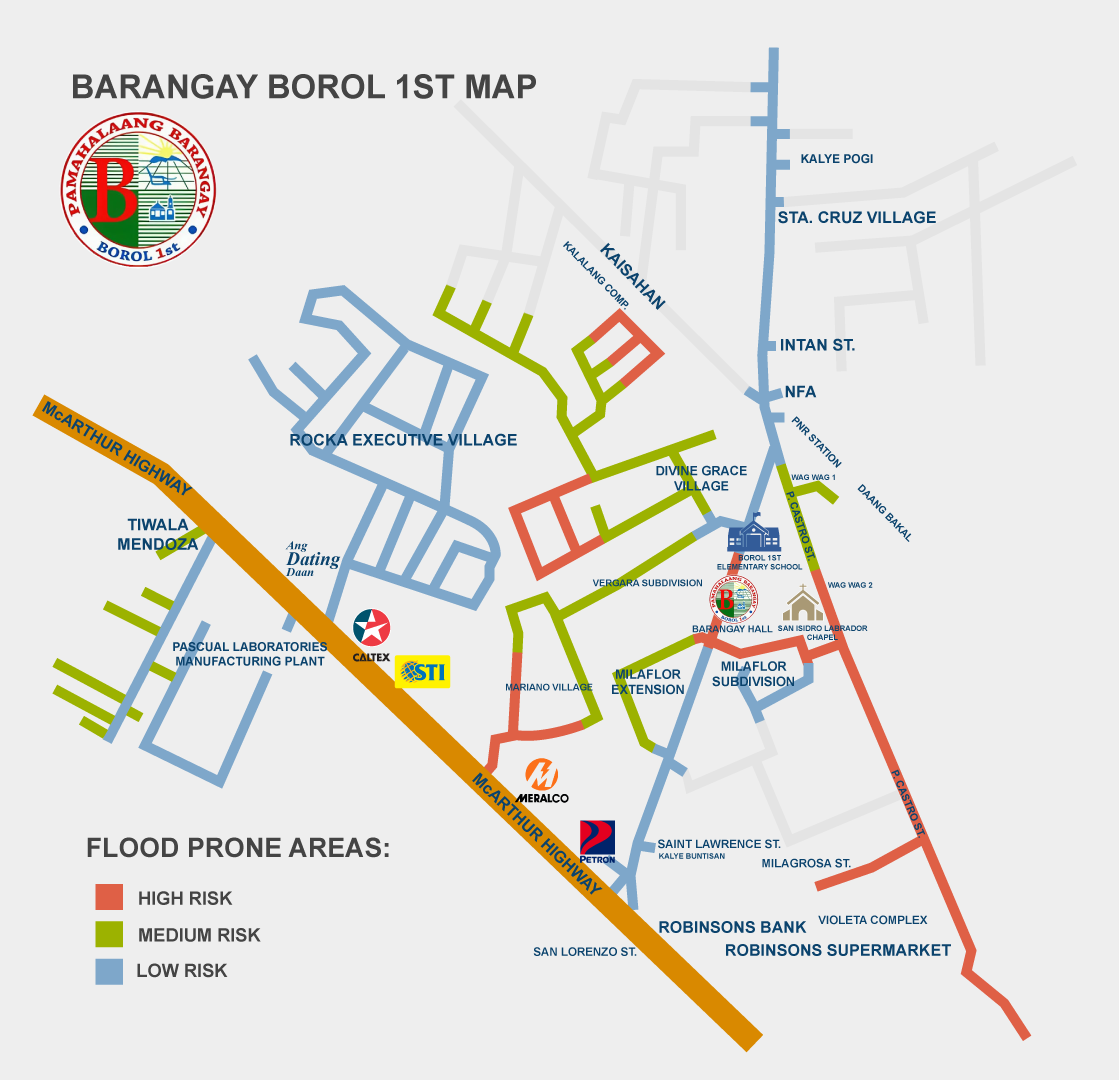 BARANGAY BOROL 1ST MAP
PAMAHALAANG BARANGAY
B
BOROL 1st
KALYE POGI
STA. CRUZ VILLAGE
KAISAHAN
KALALANG COMP.
INTAN ST.
NFA
PNR STATION
McARTHUR HIGHWAY
ROCKA EXECUTIVE VILLAGE
DIVINE GRACE
VILLAGE
WAG WAG 1
P. CASTRO ST.
DAANG BAKAL
TIWALA
MENDOZA
Ang
Dating
Daan
BOROL 1ST
ELEMENTARY SCHOOL
VERGARA SUBDIVISION
WAG WAG 2
PAMAHALAANG BARANGAY
B
BOROL 1st
BARANGAY HALL
SAN ISIDRO LABRADOR
CHAPEL
PASCUAL LABORATORIES
MANUFACTURING PLANT
CALTEX
STI
MARIANO VILLAGE
MILAFLOR
EXTENSION
MILAFLOR
SUBDIVISION
MERALCO
McARTHUR HIGHWAY
P. CASTRO ST.
PETRON
SAINT LAWRENCE ST.
KALYE BUNTISAN
MILAGROSA ST.
FLOOD PRONE AREAS:
HIGH RISK
MEDIUM RISK
LOW RISK
ROBINSONS BANK
VIOLETA COMPLEX
SAN LORENZO ST.
ROBINSONS SUPERMARKET